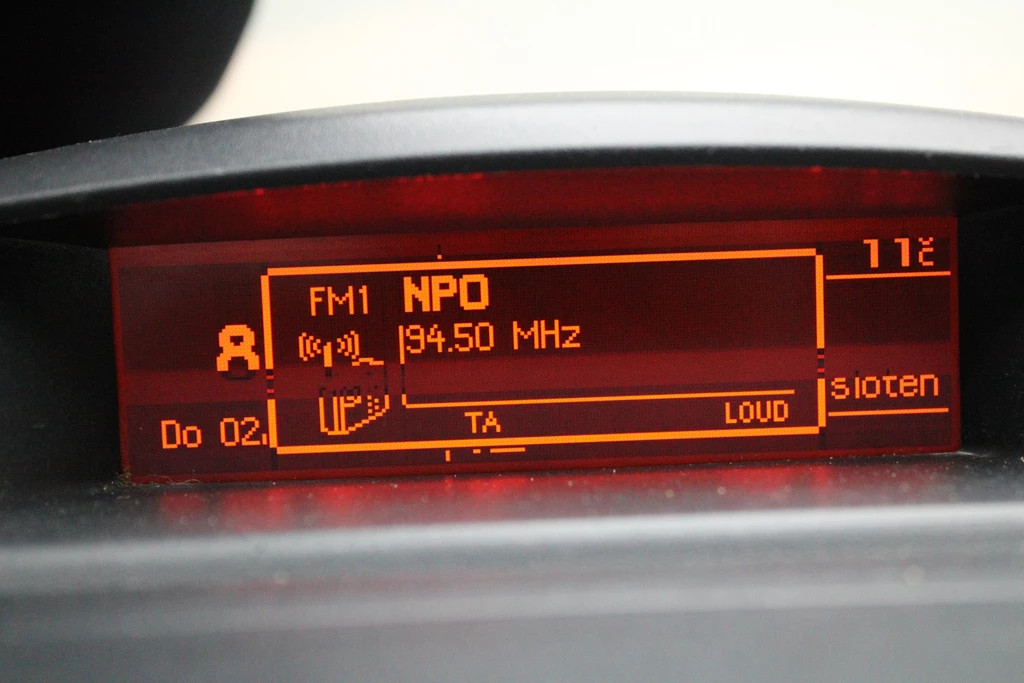 11°C
FM1 NPO
8
94.50 MHz
sloten
Do 02.
TA LOUD